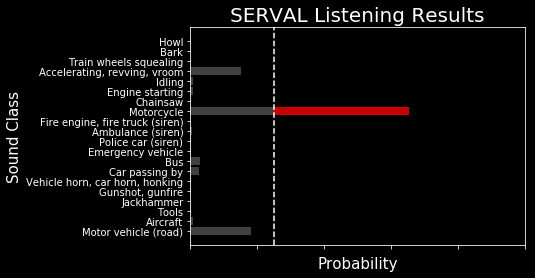 SERVAL Listening Results
Sound Class
Howl
Bark
Train wheels squealing
Accelerating, revving, vroom
Idling
Engine starting
Chainsaw
Motorcycle
Fire engine, fire truck (siren)
Ambulance (siren)
Police car (siren)
Emergency vehicle
Bus
Car passing by
Vehicle horn, car horn, honking
Gunshot, gunfire
Jackhammer
Tools
Aircraft
Motor vehicle (road)
Probability